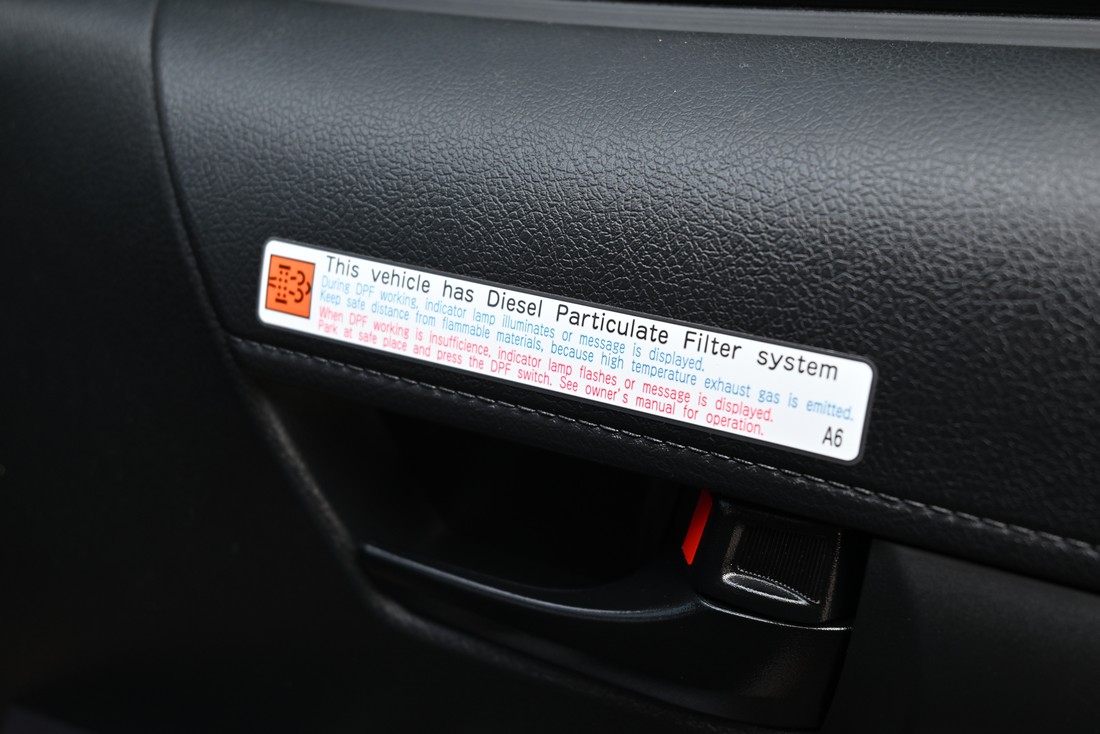 This vehicle has Diesel Particulate Filter system
During DPF working, indicator lamp illuminates or message is displayed.
Keep safe distance from flammable materials, because high temperature exhaust gas is emitted.
When DPF working is insufficience, indicator lamp flashes or message is displayed.
Park at safe place and press the DPF switch. See owner's manual for operation.
A6